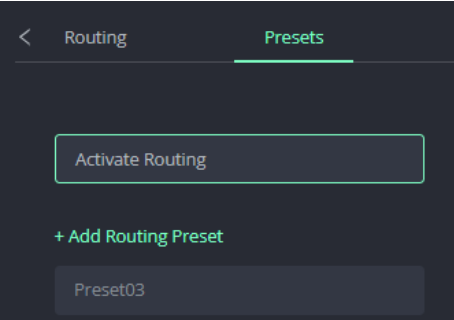 Routing Presets
Activate Routing
+ Add Routing Preset
Preset03